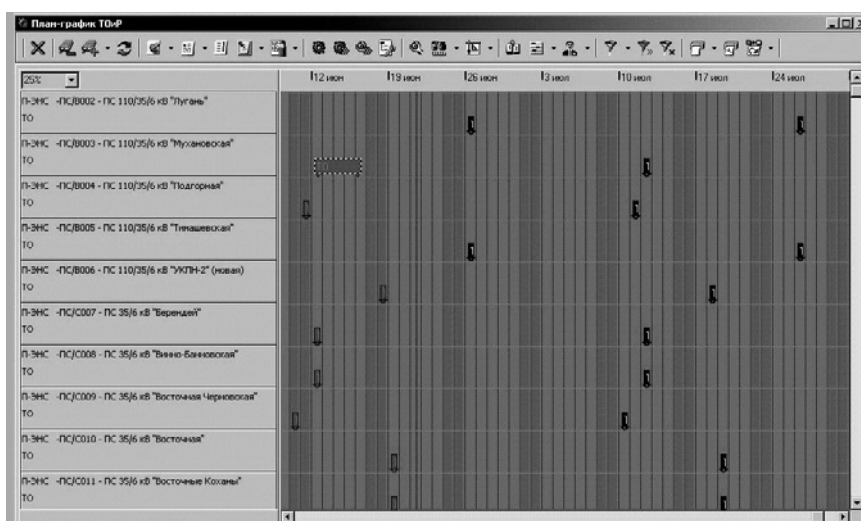 План-график ТОиР
25%
12 июн 19 июн 26 июн 3 июл 10 июл 17 июл 24 июл
П-ЭНС -ПС/В002 - ПС 110/35/6 кВ "Лугань"
ТО
П-ЭНС -ПС/В003 - ПС 110/35/6 кВ "Мухановская"
ТО
П-ЭНС -ПС/В004 - ПС 110/35/6 кВ "Подгорная"
ТО
П-ЭНС -ПС/В005 - ПС 110/35/6 кВ "Тимашевская"
ТО
П-ЭНС -ПС/В006 - ПС 110/35/6 кВ "УКПН-2" (новая)
ТО
П-ЭНС -ПС/С007 - ПС 35/6 кВ "Берендей"
ТО
П-ЭНС -ПС/С008 - ПС 35/6 кВ "Винно-Банновская"
ТО
П-ЭНС -ПС/С009 - ПС 35/6 кВ "Восточная Черновская"
ТО
П-ЭНС -ПС/С010 - ПС 35/6 кВ "Восточная"
ТО
П-ЭНС -ПС/С011 - ПС 35/6 кВ "Восточные Коханы"
ТО